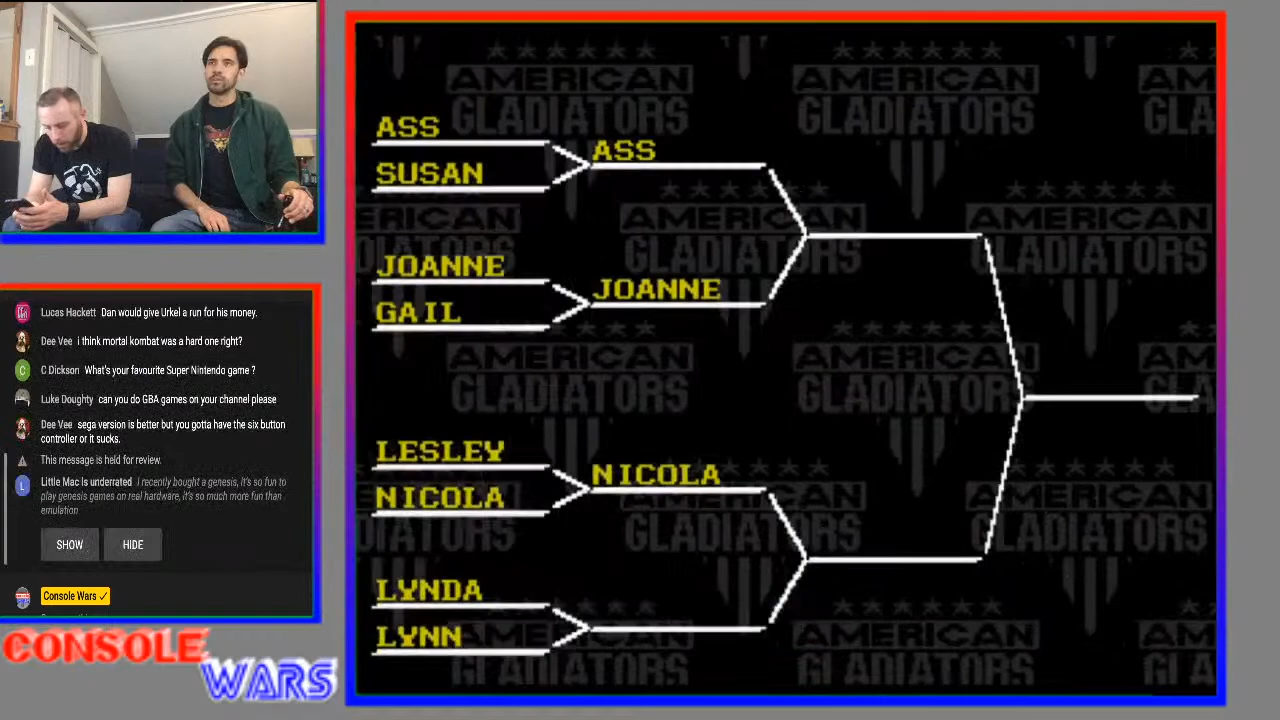 Lucas Hackett Dan would give Urkel a run for his money.
Dee Vee i think mortal kombat was a hard one right?
C Dickson What's your favourite Super Nintendo game ?
Luke Doughty can you do GBA games on your channel please
Dee Vee sega version is better but you gotta have the six button
controller or it sucks.
This message is held for review.
Little Mac is underrated I recently bought a genesis, it's so fun to
play genesis games on real hardware, it's so much more fun than
emulation
SHOW HIDE
Console Wars
CONSOLE
WARS
AMERICAN
GLADIATORS
ASS
SUSAN
ASS
JOANNE
GAIL
JOANNE
LESLEY
NICOLA
NICOLA
LYNDA
LYNN